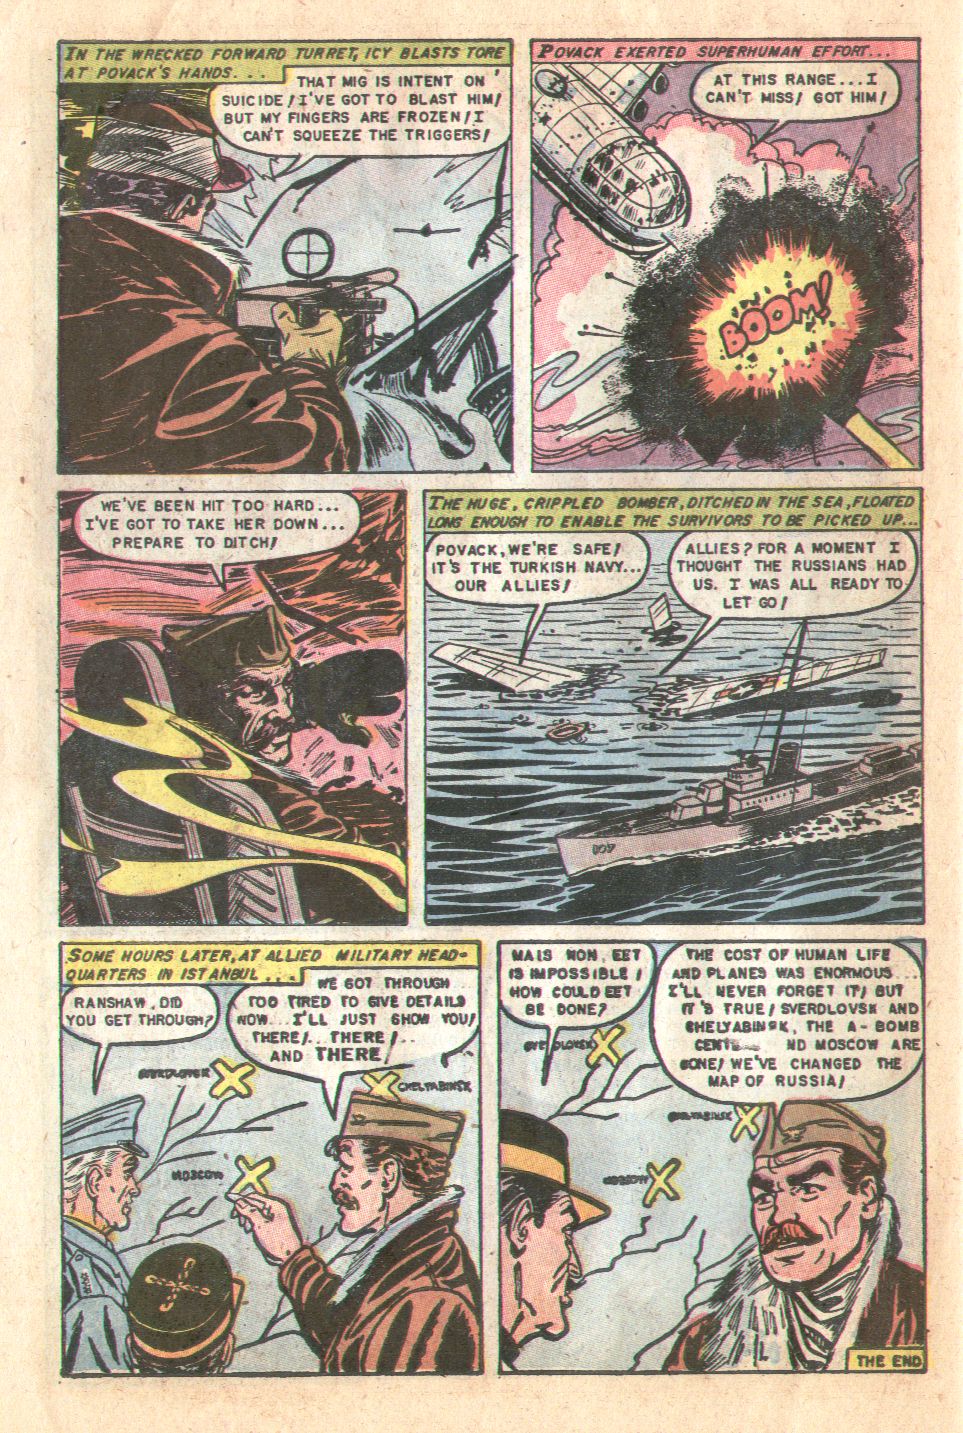 IN THE WRECKED FORWARD TURRET, ICY BLASTS TORE
AT POVACK'S HANDS...
THAT MIG IS INTENT ON
SUICIDE! I'VE GOT TO BLAST HIM!
BUT MY FINGERS ARE FROZEN! I
CAN'T SQUEEZE THE TRIGGERS!
POVACK EXERTED SUPERHUMAN EFFORT...
AT THIS RANGE...I
CAN'T MISS! GOT HIM!
BOOM!
WE'VE BEEN HIT TOO HARD...
I'VE GOT TO TAKE HER DOWN...
PREPARE TO DITCH!
THE HUGE, CRIPPLED BOMBER, DITCHED IN THE SEA, FLOATED
LONG ENOUGH TO ENABLE THE SURVIVORS TO BE PICKED UP...
POVACK, WE'RE SAFE!
IT'S THE TURKISH NAVY...
OUR ALLIES!
ALLIES? FOR A MOMENT I
THOUGHT THE RUSSIANS HAD
US. I WAS ALL READY TO
LET GO!
107
SOME HOURS LATER, AT ALLIED MILITARY HEAD-
QUARTERS IN ISTANBUL...
RANSHAW, DID
YOU GET THROUGH?
WE GOT THROUGH
TOO TIRED TO GIVE DETAILS
NOW...I'LL JUST SHOW YOU!
THERE!... THERE!..
AND THERE!
SVERDLOVSK
CHELYABINSK
MOSCOW
MAIS NON, EET
IS IMPOSSIBLE!
HOW COULD EET
BE DONE?
THE COST OF HUMAN LIFE
AND PLANES WAS ENORMOUS....
I'LL NEVER FORGET IT! BUT
IT'S TRUE! SVERDLOVSK AND
CHELYABINSK, THE A-BOMB
CENTE ND MOSCOW ARE
GONE! WE'VE CHANGED THE
MAP OF RUSSIA!
SVERDLOVSK
CHELYABINSK
MOSCOW
THE END